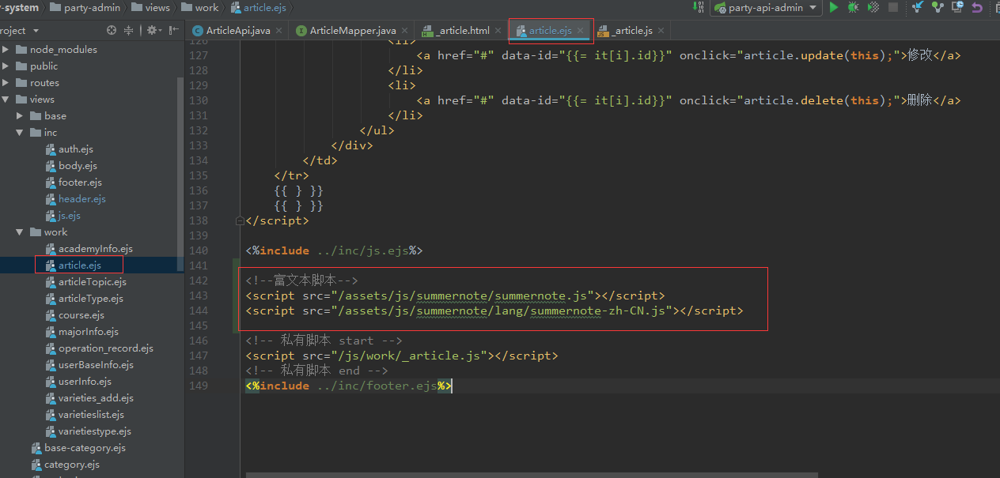 -system party-admin views work article.ejs party-api-admin
roject ArticleApi.java ArticleMapper.java _article.html article.ejs _article.js
node_modules
public
routes
views
base
inc
auth.ejs
body.ejs
footer.ejs
header.ejs
js.ejs
work
academyInfo.ejs
article.ejs
articleTopic.ejs
articleType.ejs
course.ejs
majorInfo.ejs
operation_record.ejs
userBaseInfo.ejs
userInfo.ejs
varieties_add.ejs
varietieslist.ejs
varietiestype.ejs
base-category.ejs
category.ejs
126 <li>
127 <a href="#" data-id="{{= it[i].id}}" onclick="article.update(this);">修改</a>
128 </li>
129 <li>
130 <a href="#" data-id="{{= it[i].id}}" onclick="article.delete(this);">删除</a>
131 </li>
132 </ul>
133 </div>
134 </td>
135 </tr>
136 {{ } }}
137 {{ } }}
138 </script>
139
140 <%include ../inc/js.ejs%>
141
142 <!--富文本脚本-->
143 <script src="/assets/js/summernote/summernote.js"></script>
144 <script src="/assets/js/summernote/lang/summernote-zh-CN.js"></script>
145
146 <!-- 私有脚本 start -->
147 <script src="/js/work/_article.js"></script>
148 <!-- 私有脚本 end -->
149 <%include ../inc/footer.ejs%>